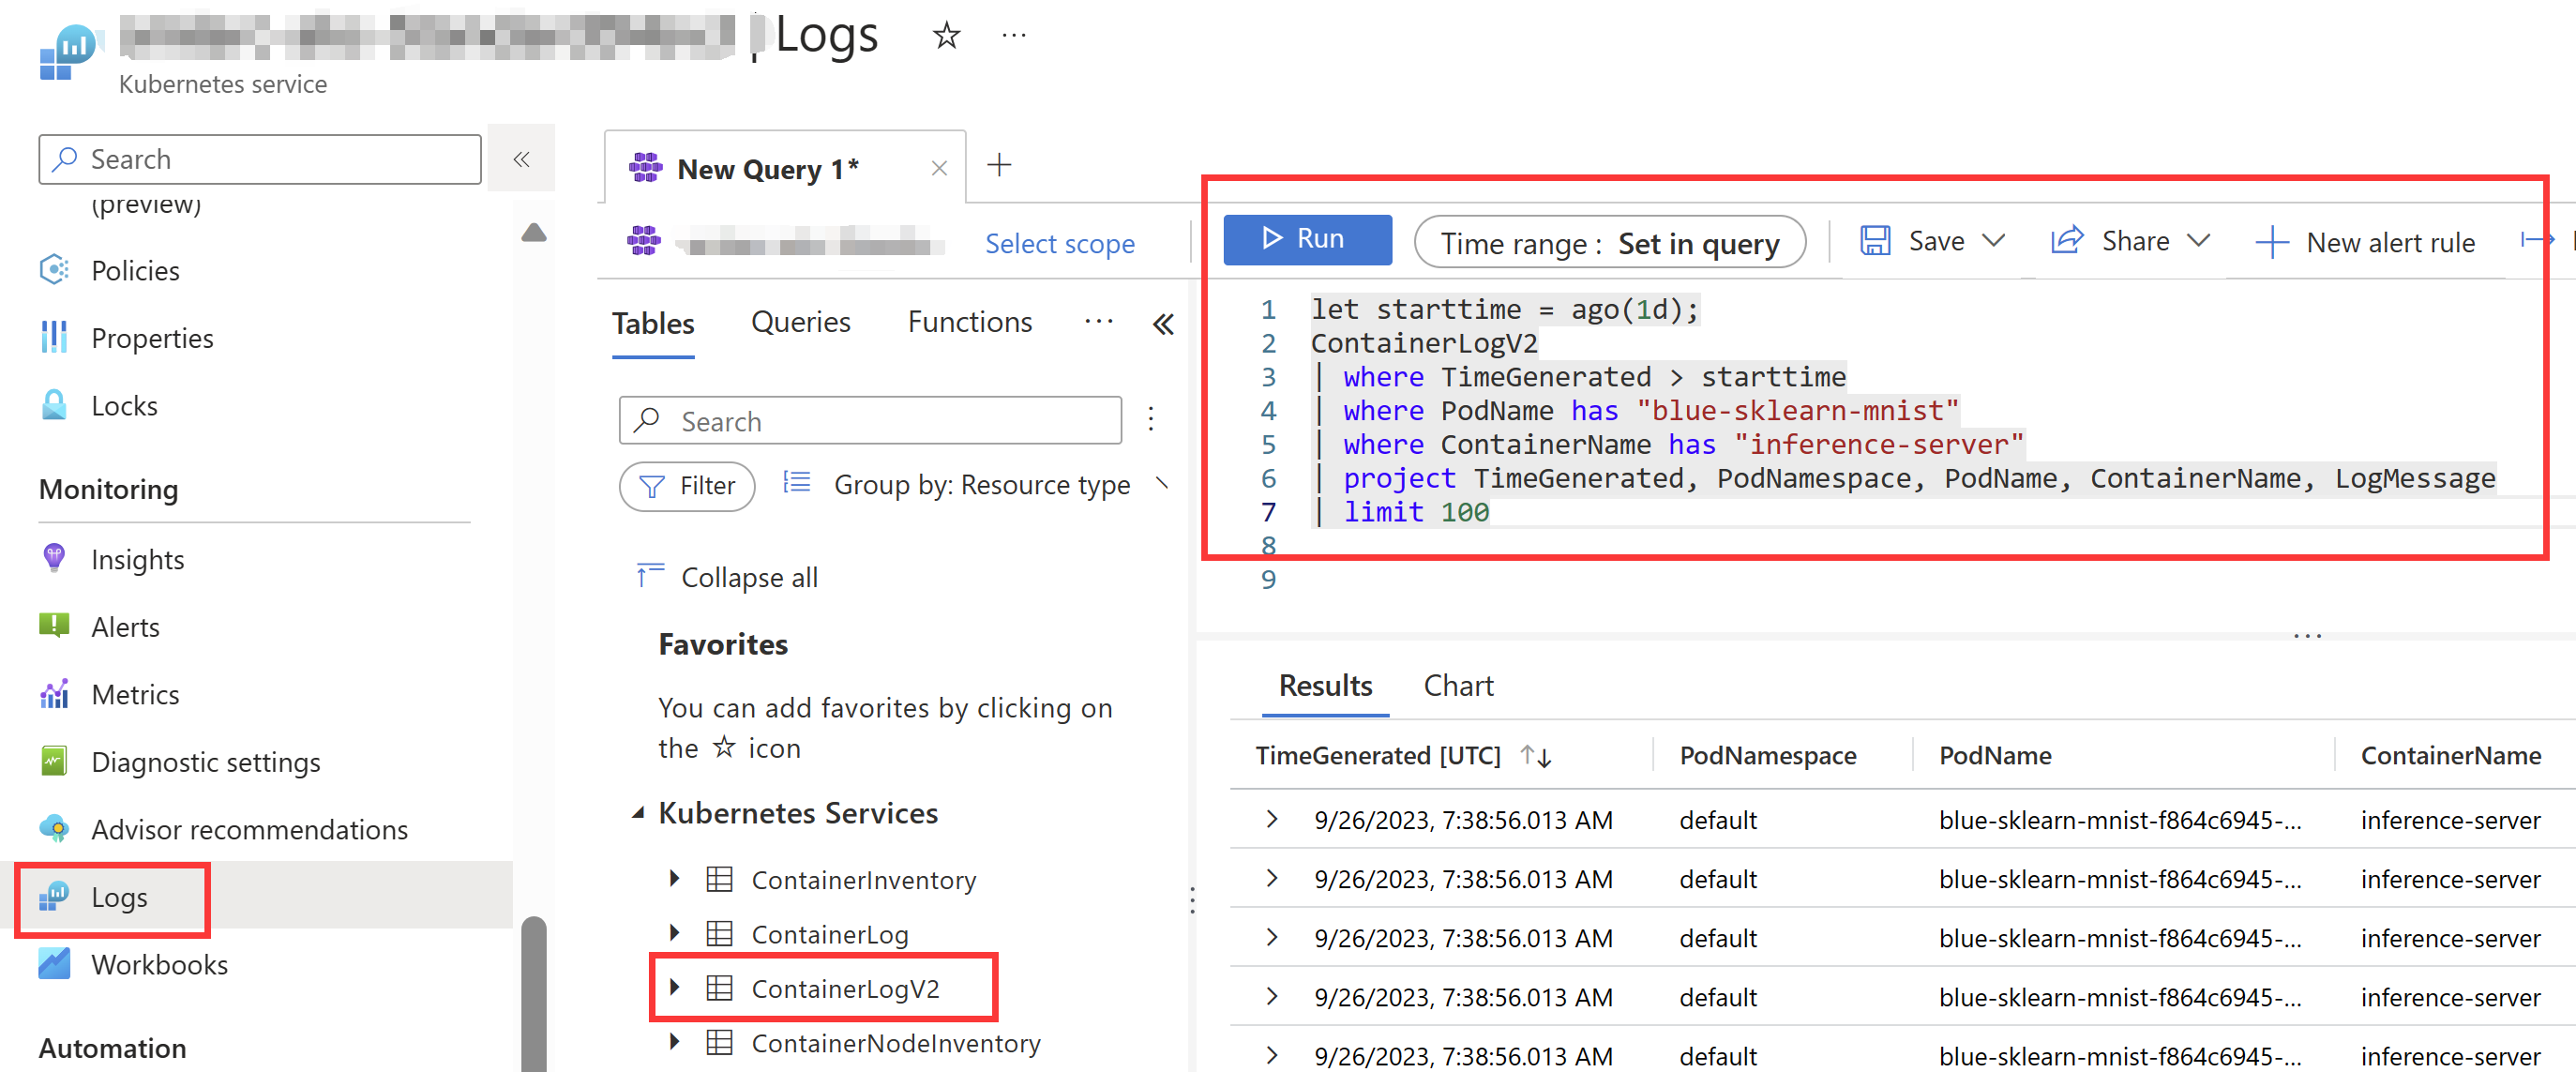 | Logs
Kubernetes service
Search
(preview)
Policies
Properties
Locks
Monitoring
Insights
Alerts
Metrics
Diagnostic settings
Advisor recommendations
Logs
Workbooks
Automation
New Query 1*
Select scope
Run
Time range : Set in query
Save
Share
New alert rule
Tables Queries Functions
Search
Filter
Group by: Resource type
Collapse all
Favorites
You can add favorites by clicking on
the ☆ icon
Kubernetes Services
ContainerInventory
ContainerLog
ContainerLogV2
ContainerNodeInventory
1 let starttime = ago(1d);
2 ContainerLogV2
3 | where TimeGenerated > starttime
4 | where PodName has "blue-sklearn-mnist"
5 | where ContainerName has "inference-server"
6 | project TimeGenerated, PodNamespace, PodName, ContainerName, LogMessage
7 | limit 100
8
9
Results Chart
TimeGenerated [UTC] PodNamespace PodName ContainerName
9/26/2023, 7:38:56.013 AM default blue-sklearn-mnist-f864c6945-... inference-server
9/26/2023, 7:38:56.013 AM default blue-sklearn-mnist-f864c6945-... inference-server
9/26/2023, 7:38:56.013 AM default blue-sklearn-mnist-f864c6945-... inference-server
9/26/2023, 7:38:56.013 AM default blue-sklearn-mnist-f864c6945-... inference-server
9/26/2023, 7:38:56.013 AM default blue-sklearn-mnist-f864c6945-... inference-server